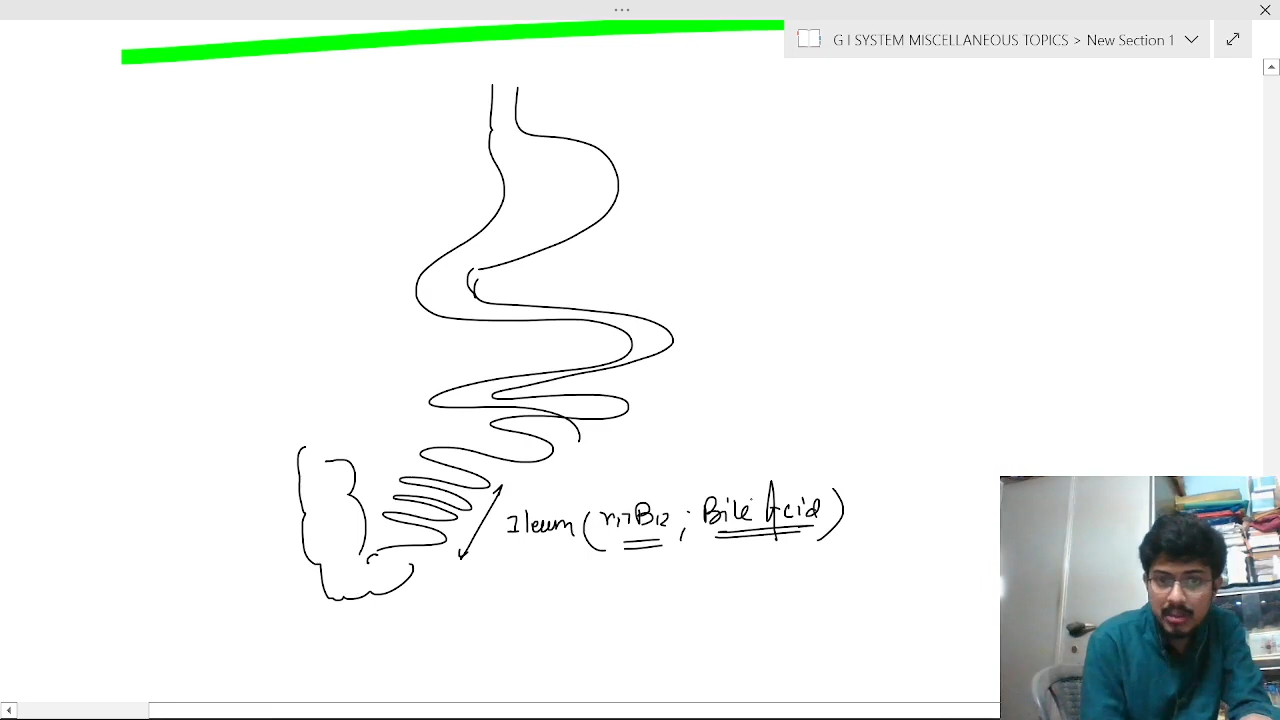 G I SYSTEM MISCELLANEOUS TOPICS > New Section 1
Ileum ( B12 ; Bile Acid )